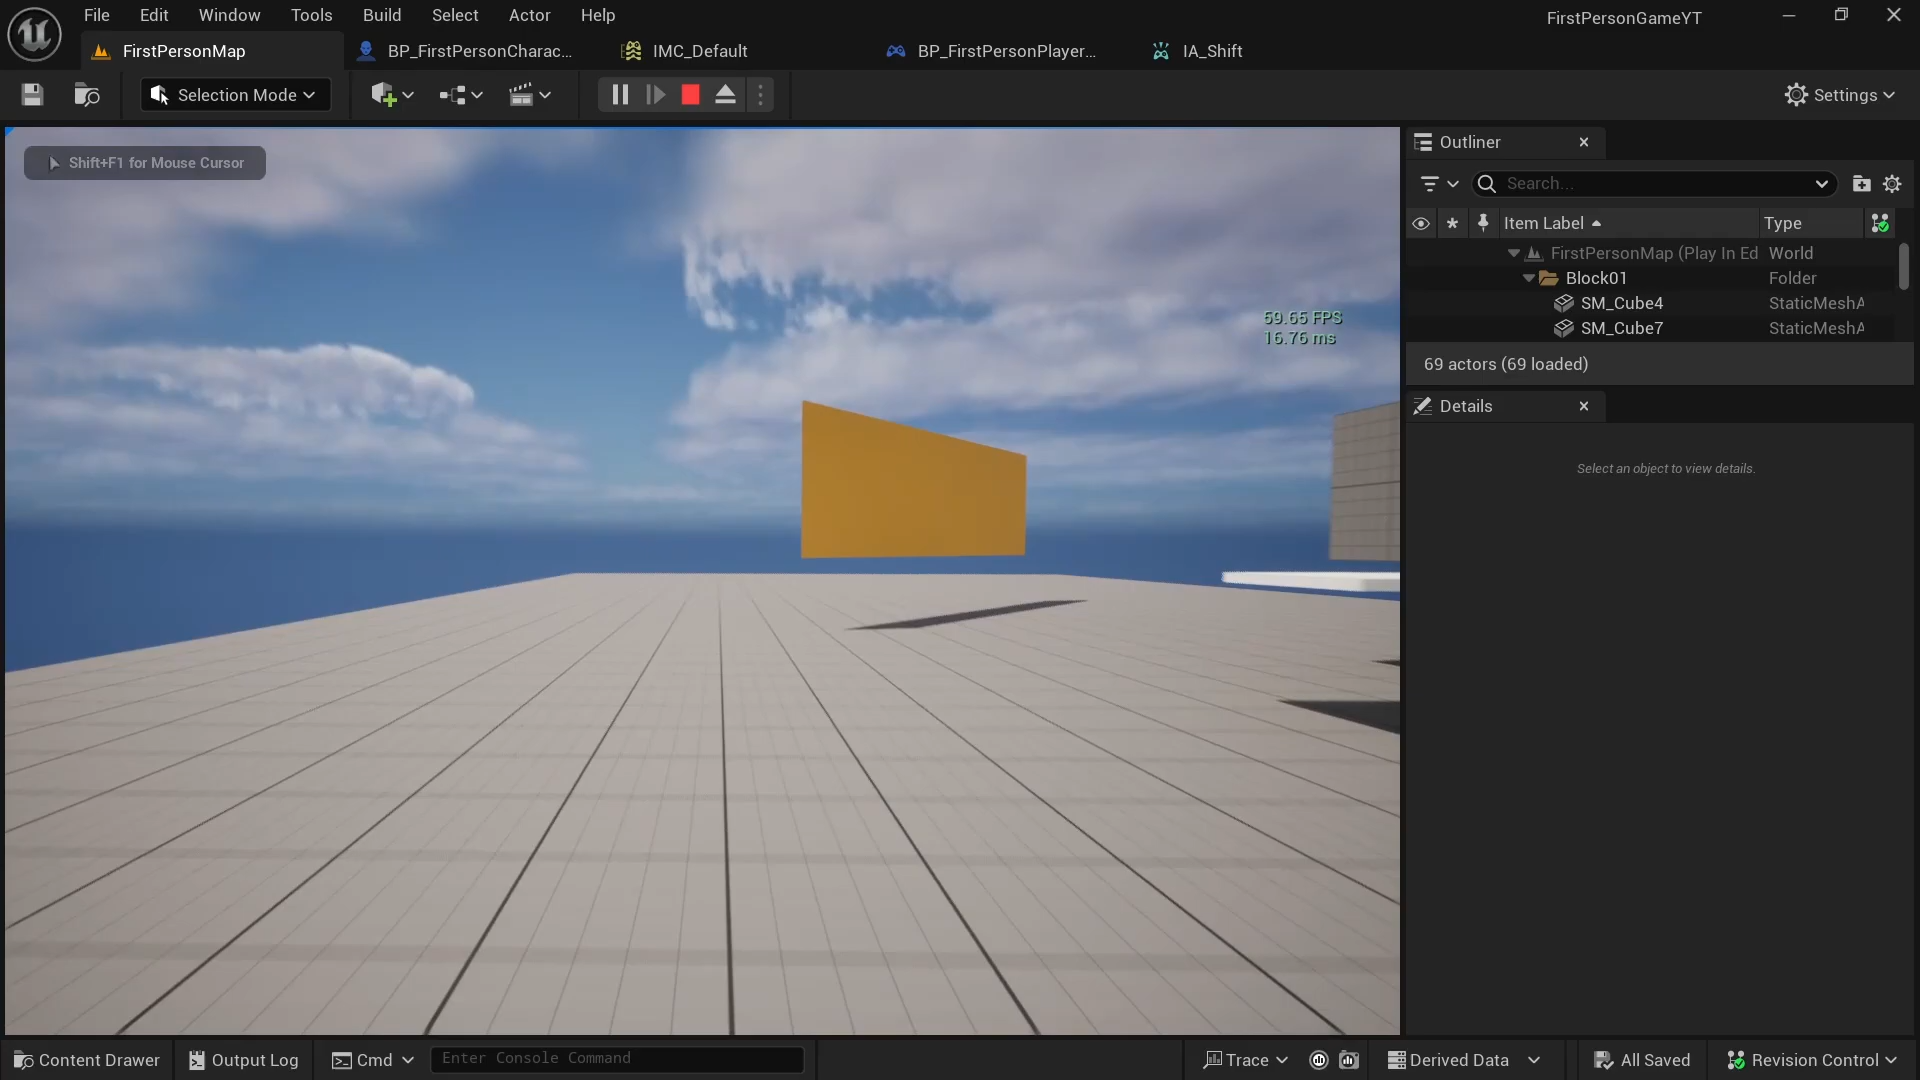 File Edit Window Tools Build Select Actor Help
FirstPersonGameYT
FirstPersonMap
BP_FirstPersonCharac...
IMC_Default
BP_FirstPersonPlayer...
IA_Shift
Selection Mode
Settings
Shift+F1 for Mouse Cursor
59.65 FPS
16.76 ms
Outliner
Search...
Item Label Type
FirstPersonMap (Play In Ed World
Block01 Folder
SM_Cube4 StaticMeshA
SM_Cube7 StaticMeshA
69 actors (69 loaded)
Details
Select an object to view details.
Content Drawer
Output Log
Cmd
Enter Console Command
Trace
Derived Data
All Saved
Revision Control